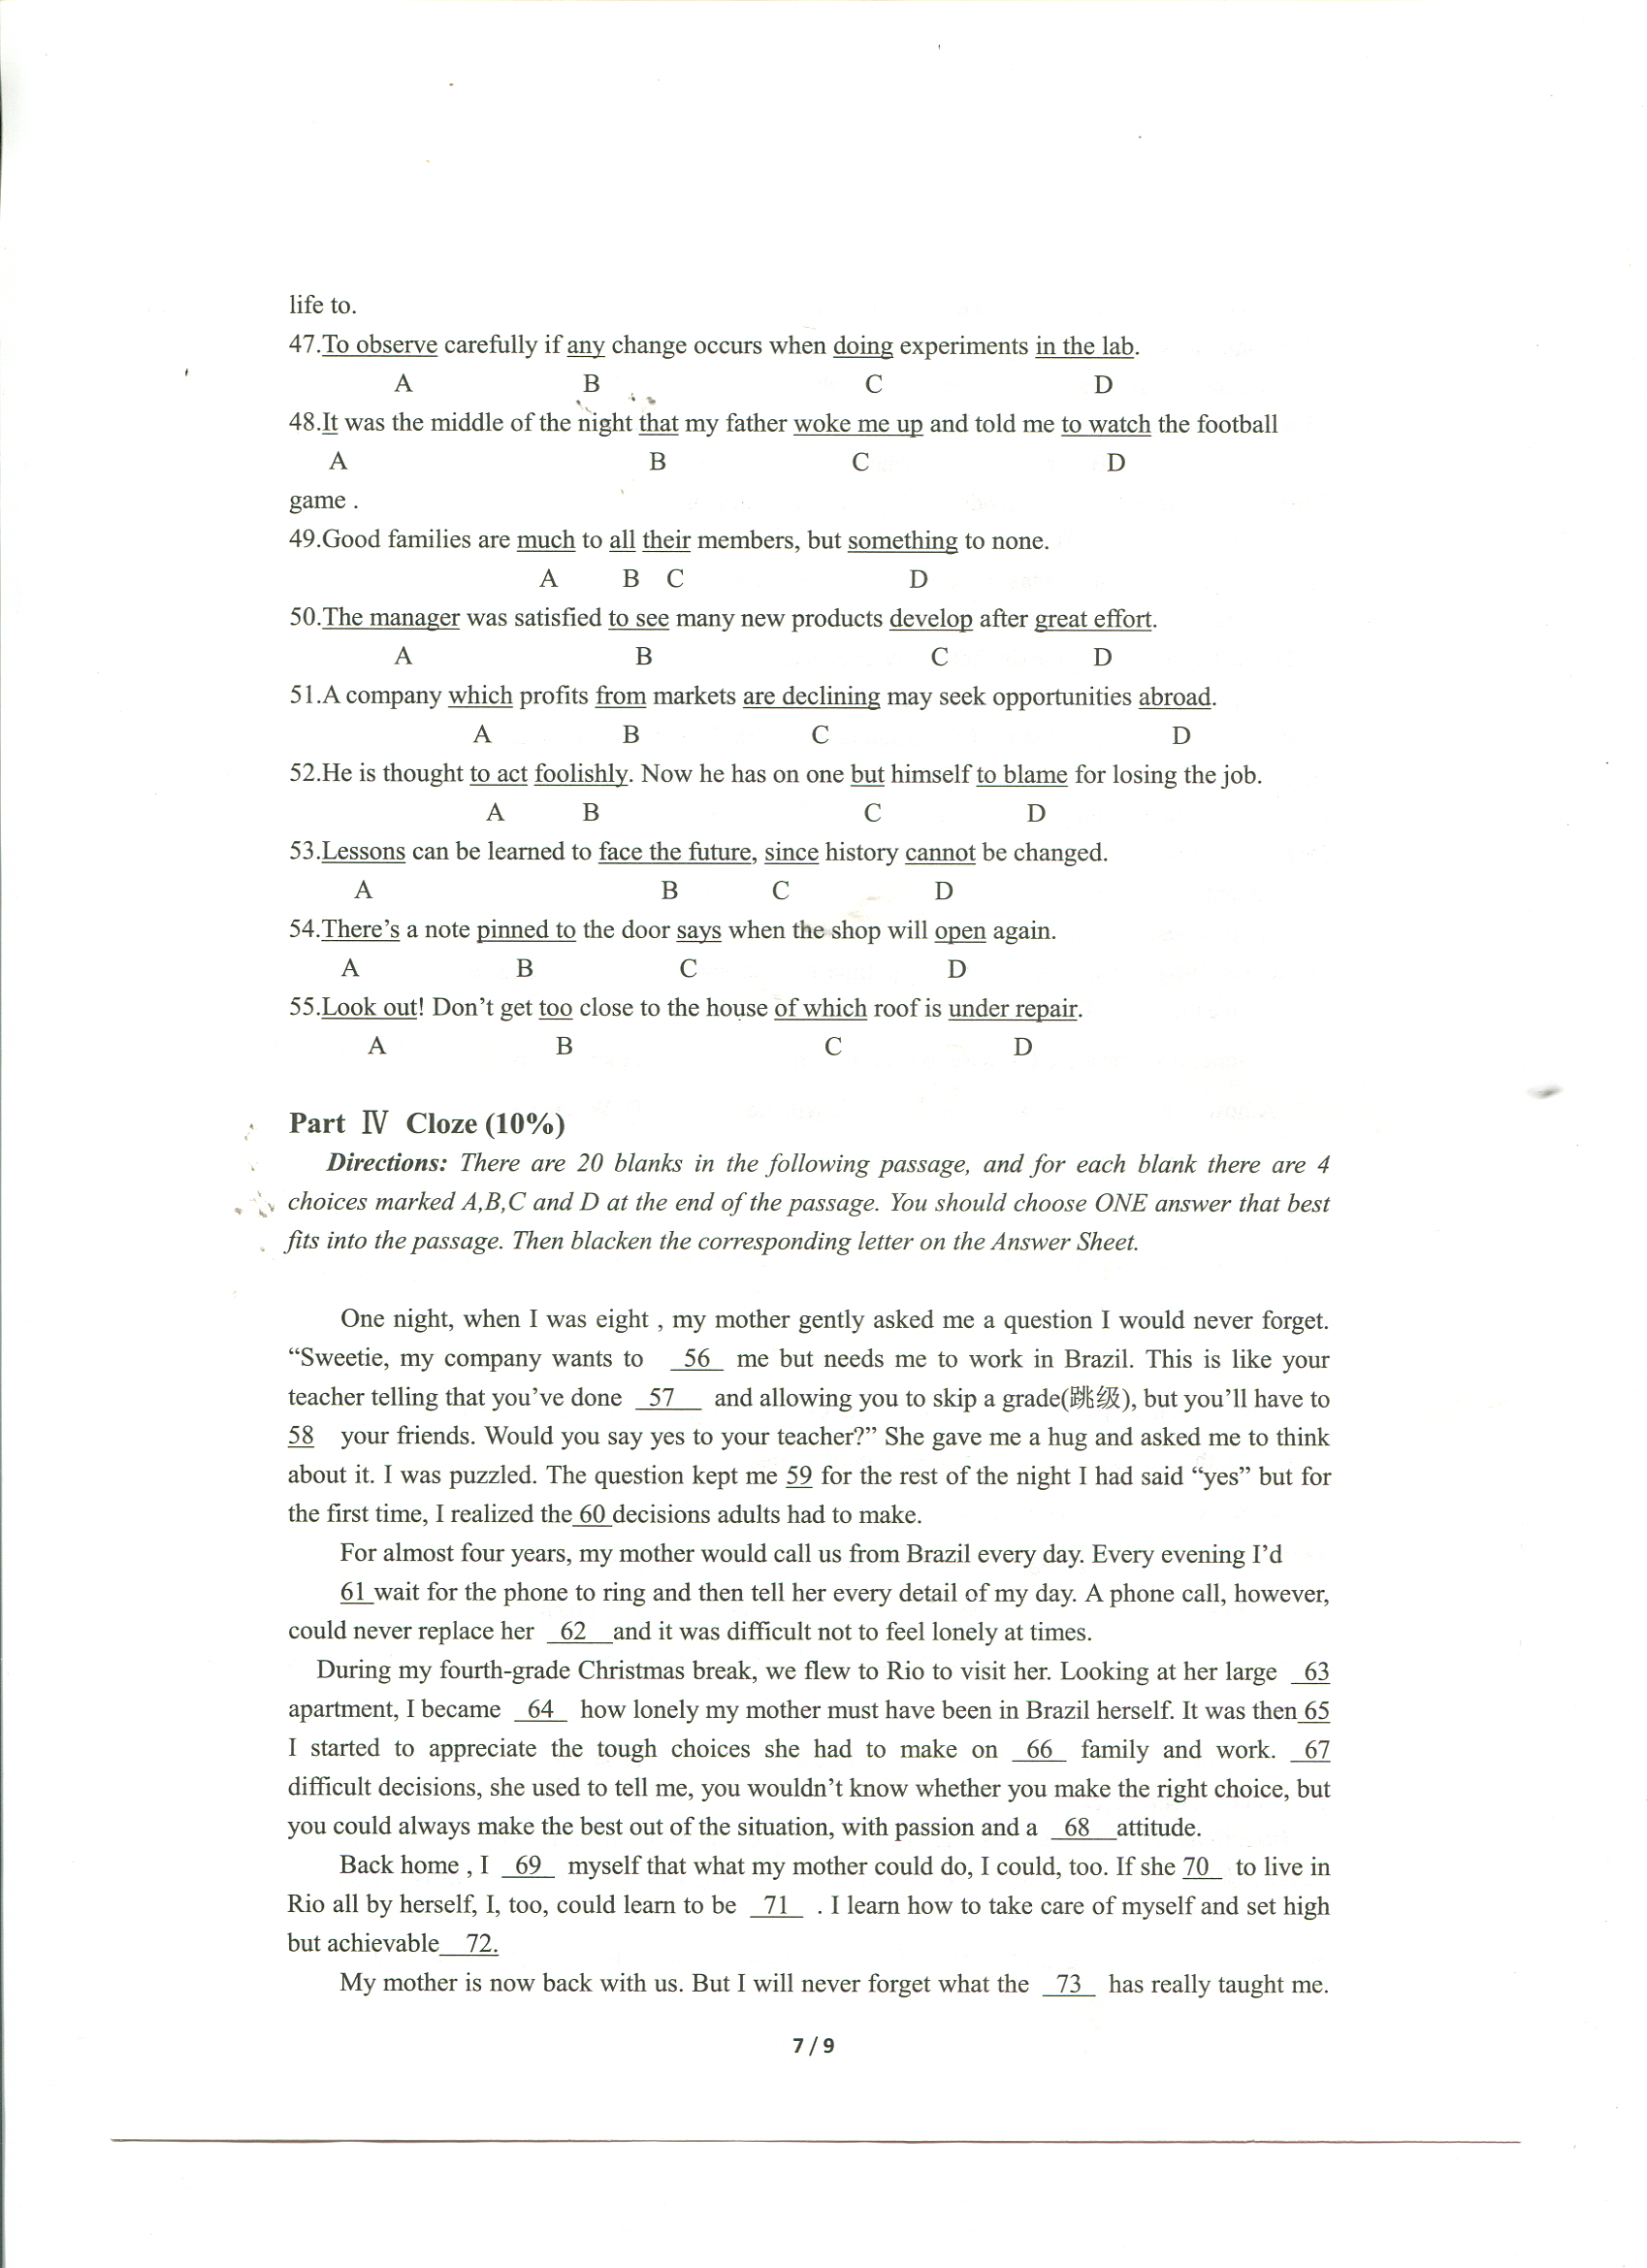 life to.
47.To observe carefully if any change occurs when doing experiments in the lab.
A B C D
48.It was the middle of the night that my father woke me up and told me to watch the football
A B C D
game .
49.Good families are much to all their members, but something to none.
A B C D
50.The manager was satisfied to see many new products develop after great effort.
A B C D
51.A company which profits from markets are declining may seek opportunities abroad.
A B C D
52.He is thought to act foolishly. Now he has on one but himself to blame for losing the job.
A B C D
53.Lessons can be learned to face the future, since history cannot be changed.
A B C D
54.There’s a note pinned to the door says when the shop will open again.
A B C D
55.Look out! Don’t get too close to the house of which roof is under repair.
A B C D
Part Ⅳ Cloze (10%)
Directions: There are 20 blanks in the following passage, and for each blank there are 4
choices marked A,B,C and D at the end of the passage. You should choose ONE answer that best
fits into the passage. Then blacken the corresponding letter on the Answer Sheet.
One night, when I was eight , my mother gently asked me a question I would never forget.
“Sweetie, my company wants to 56 me but needs me to work in Brazil. This is like your
teacher telling that you’ve done 57 and allowing you to skip a grade(跳级), but you’ll have to
58 your friends. Would you say yes to your teacher?” She gave me a hug and asked me to think
about it. I was puzzled. The question kept me 59 for the rest of the night I had said “yes” but for
the first time, I realized the 60 decisions adults had to make.
For almost four years, my mother would call us from Brazil every day. Every evening I’d
61 wait for the phone to ring and then tell her every detail of my day. A phone call, however,
could never replace her 62 and it was difficult not to feel lonely at times.
During my fourth-grade Christmas break, we flew to Rio to visit her. Looking at her large 63
apartment, I became 64 how lonely my mother must have been in Brazil herself. It was then 65
I started to appreciate the tough choices she had to make on 66 family and work. 67
difficult decisions, she used to tell me, you wouldn’t know whether you make the right choice, but
you could always make the best out of the situation, with passion and a 68 attitude.
Back home , I 69 myself that what my mother could do, I could, too. If she 70 to live in
Rio all by herself, I, too, could learn to be 71 . I learn how to take care of myself and set high
but achievable 72.
My mother is now back with us. But I will never forget what the 73 has really taught me.
7 / 9